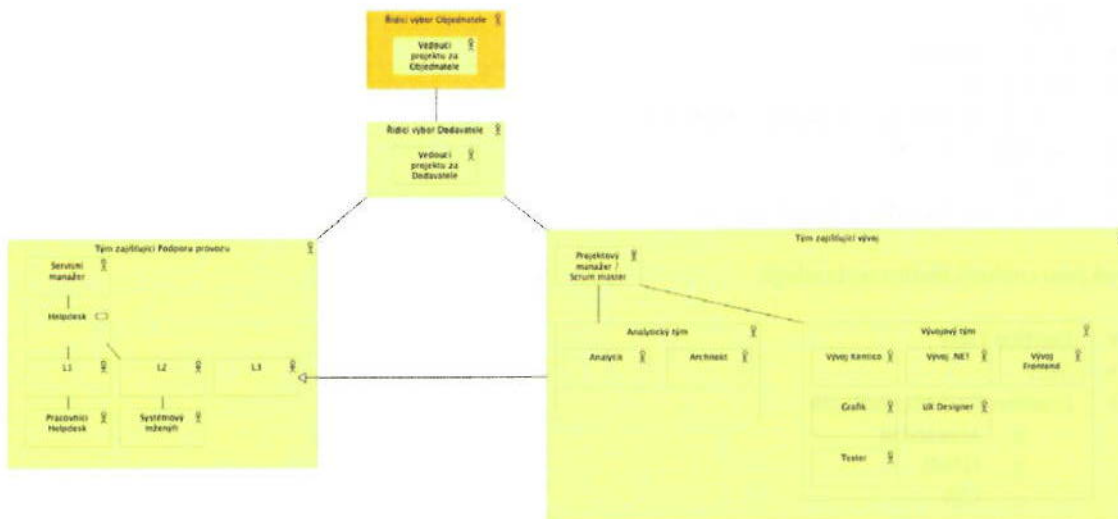 Řídicí výbor Objednatele
Vedoucí
projektu za
Objednatele
Řídicí výbor Dodavatele
Vedoucí
projektu za
Dodavatele
Tým zajišťující Podporu provozu
Servisní
manažer
Helpdesk
L1
L2
L3
Pracovníci
Helpdesk
Systémový
inženýři
Tým zajišťující vývoj
Projektový
manažer /
Scrum master
Analytický tým
Analytik
Architekt
Vývojový tým
Vývoj Kentico
Vývoj .NET
Vývoj
Frontend
Grafik
UX Designer
Tester